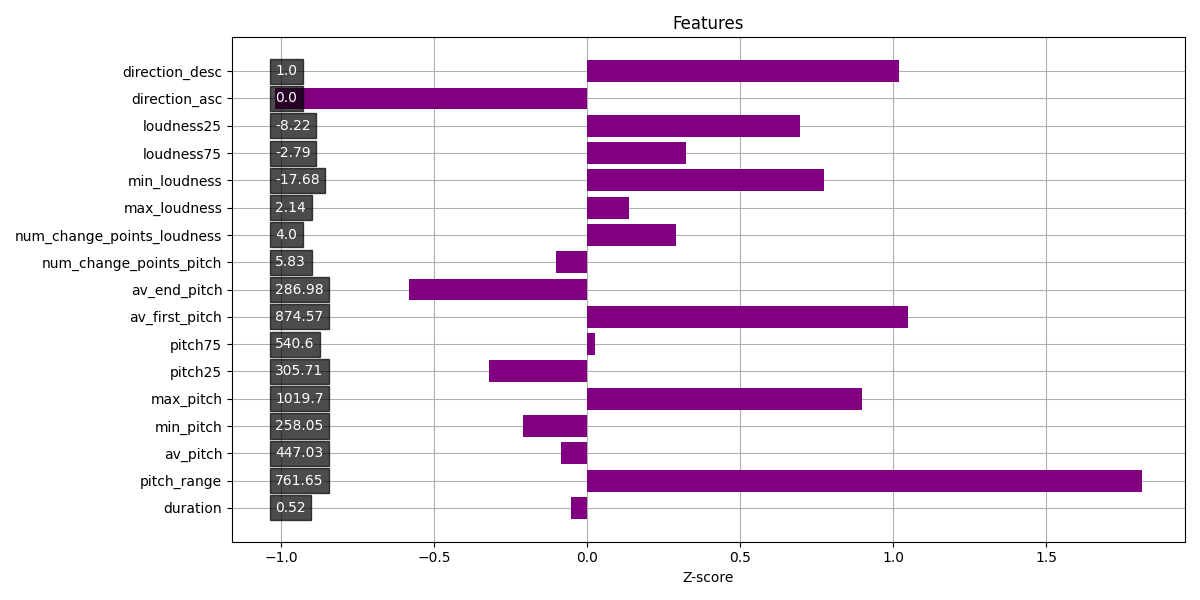 Features
direction_desc 1.0
direction_asc 0.0
loudness25 -8.22
loudness75 -2.79
min_loudness -17.68
max_loudness 2.14
num_change_points_loudness 4.0
num_change_points_pitch 5.83
av_end_pitch 286.98
av_first_pitch 874.57
pitch75 540.6
pitch25 305.71
max_pitch 1019.7
min_pitch 258.05
av_pitch 447.03
pitch_range 761.65
duration 0.52
−1.0 −0.5 0.0 0.5 1.0 1.5
Z-score